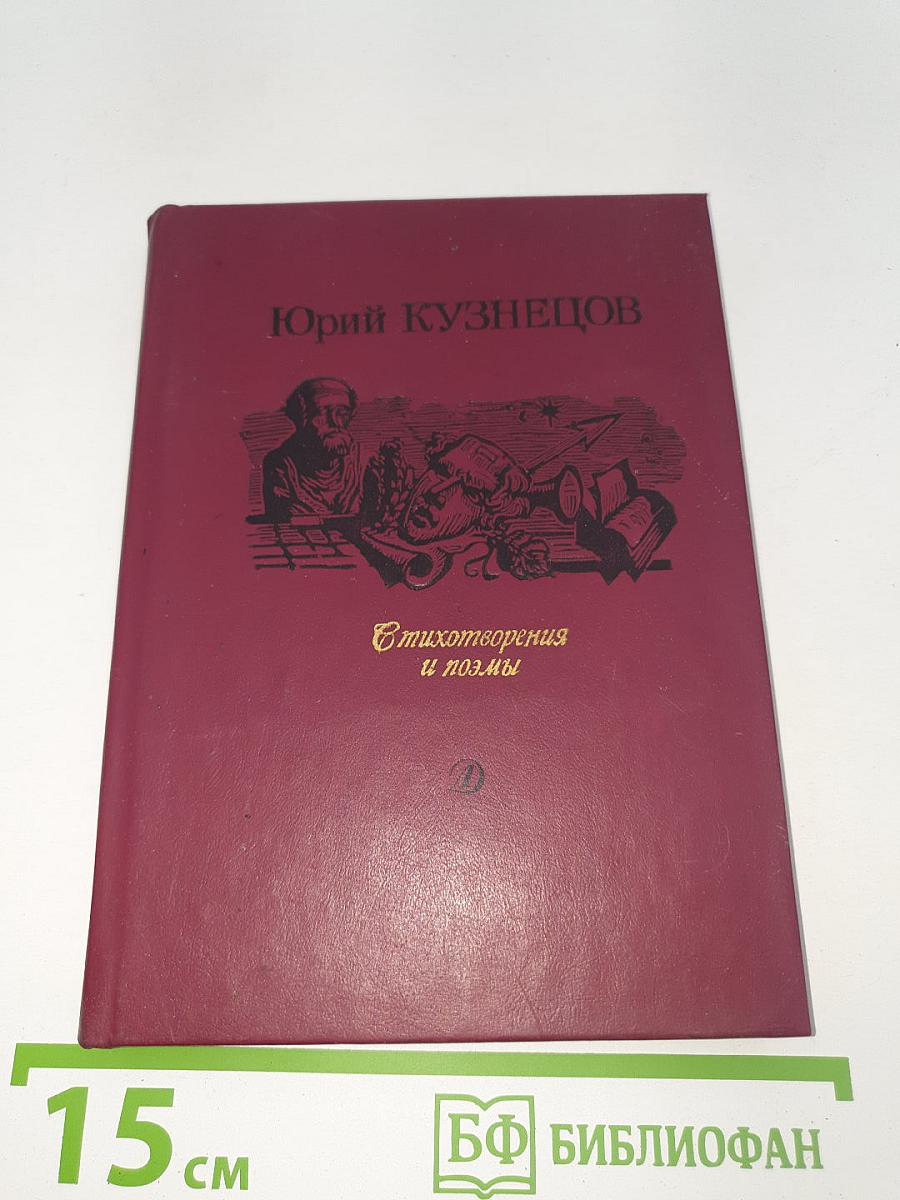 Юрий КУЗНЕЦОВ
Стихотворения
и поэмы
Д
15 см
БФ БИБЛИОФАН